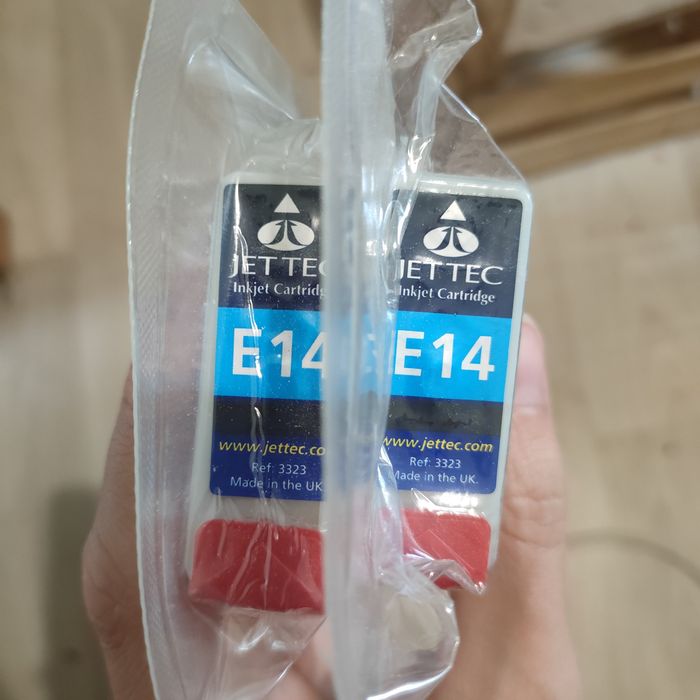 JET TEC
Inkjet Cartridg
E14
www.jettec.co
Ref: 3323
Made in the UK
JET TEC
Inkjet Cartridge
E14
www.jettec.com
Ref: 3323
Made in the UK